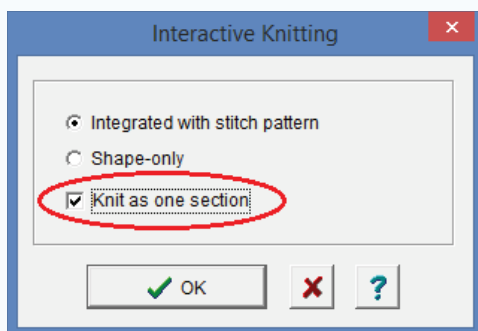 Interactive Knitting
Integrated with stitch pattern
Shape-only
Knit as one section
OK
?